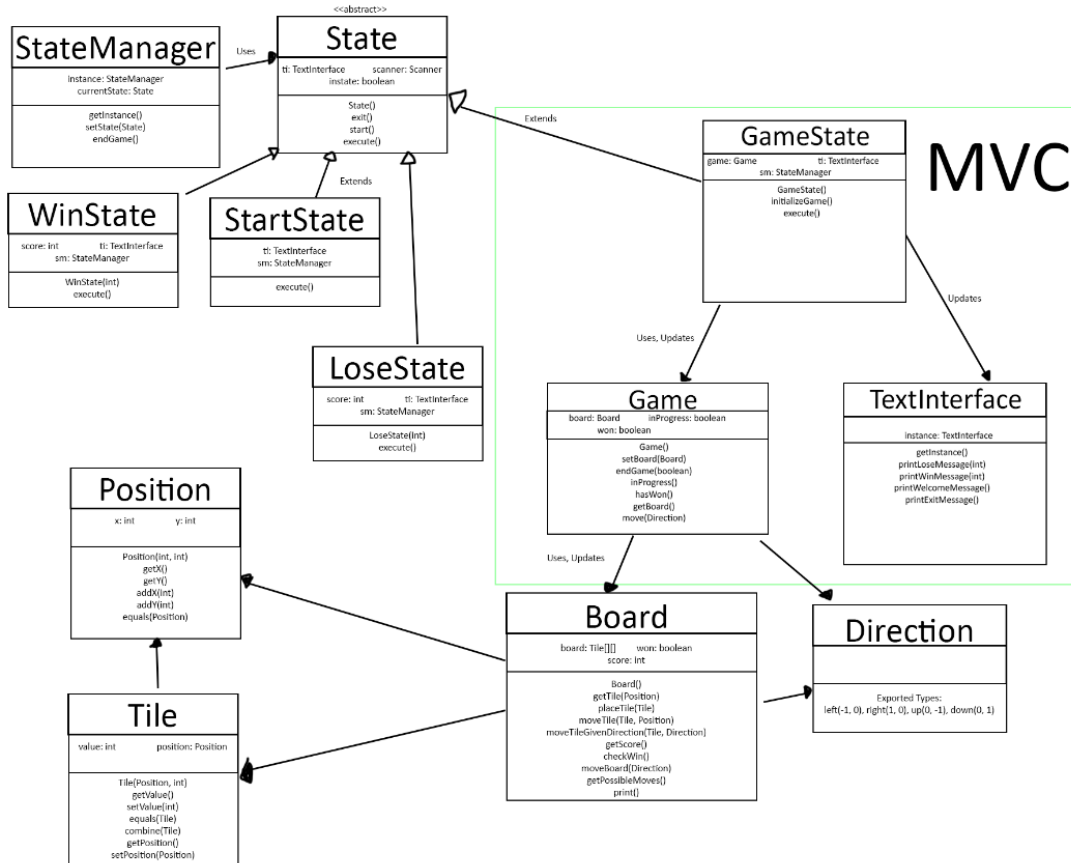 StateManager
instance: StateManager
currentState: State
getInstance()
setState(State)
endGame()
Uses
<<abstract>>
State
ti: TextInterface scanner: Scanner
instate: boolean
State()
exit()
start()
execute()
Extends
MVC
GameState
game: Game ti: TextInterface
sm: StateManager
GameState()
initializeGame()
execute()
WinState
score: int ti: TextInterface
sm: StateManager
WinState(int)
execute()
Extends
StartState
ti: TextInterface
sm: StateManager
execute()
LoseState
score: int ti: TextInterface
sm: StateManager
LoseState(int)
execute()
Uses, Updates
Updates
Game
board: Board inProgress: boolean
won: boolean
Game()
setBoard(Board)
endGame(boolean)
inProgress()
hasWon()
getBoard()
move(Direction)
TextInterface
instance: TextInterface
getInstance()
printLoseMessage(int)
printWinMessage(int)
printWelcomeMessage()
printExitMessage()
Uses, Updates
Position
x: int y: int
Position(int, int)
getX()
getY()
addX(int)
addY(int)
equals(Position)
Board
board: Tile[][] won: boolean
score: int
Board()
getTile(Position)
placeTile(Tile)
moveTile(Tile, Position)
moveTileGivenDirection(Tile, Direction)
getScore()
checkWin()
moveBoard(Direction)
getPossibleMoves()
print()
Direction
Exported Types:
left(-1, 0), right(1, 0), up(0, -1), down(0, 1)
Tile
value: int position: Position
Tile(Position, int)
getValue()
setValue(int)
equals(Tile)
combine(Tile)
getPosition()
setPosition(Position)